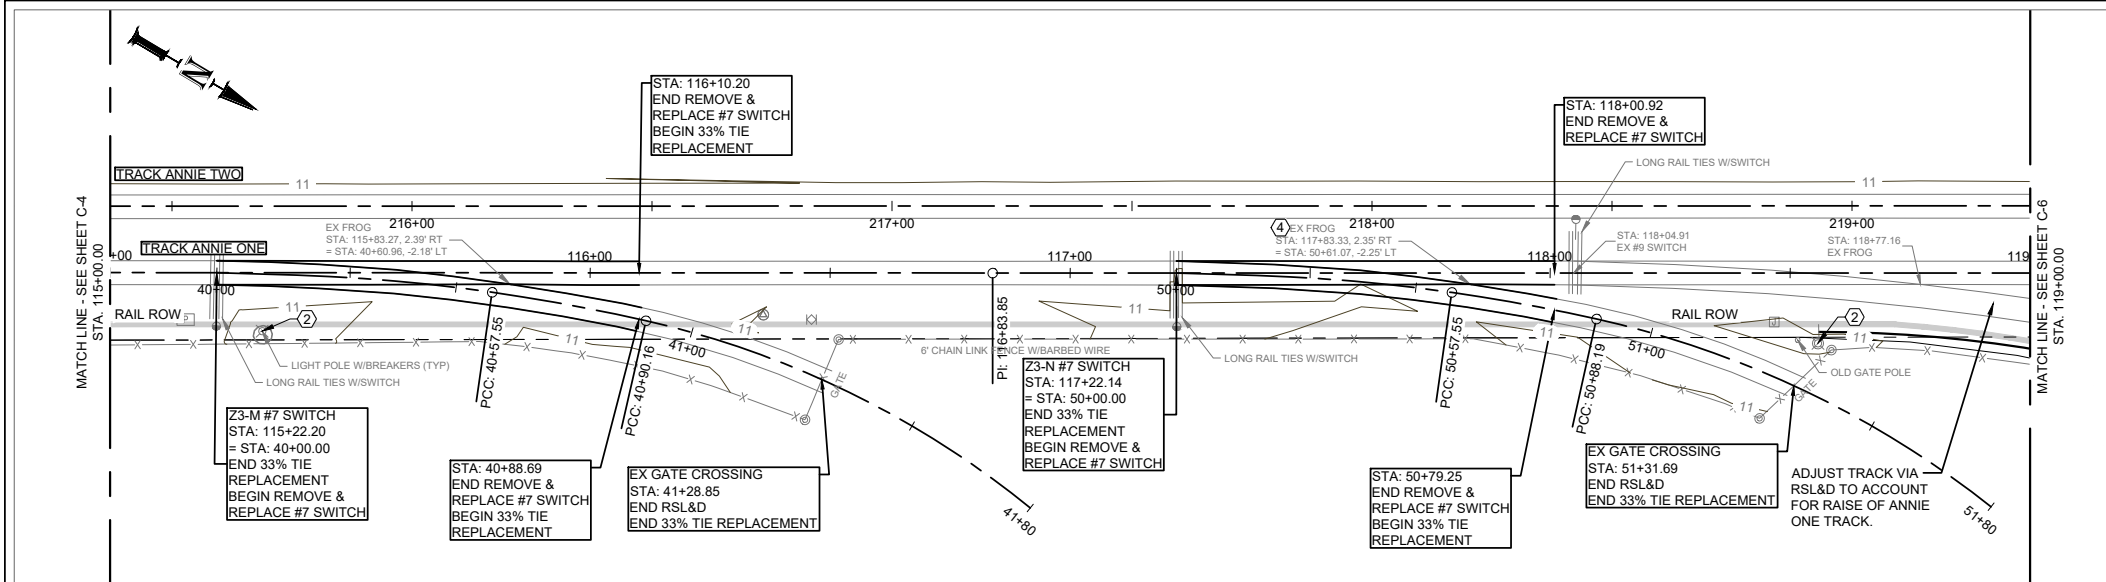 N
STA: 116+10.20
END REMOVE &
REPLACE #7 SWITCH
BEGIN 33% TIE
REPLACEMENT
STA: 118+00.92
END REMOVE &
REPLACE #7 SWITCH
LONG RAIL TIES W/SWITCH
TRACK ANNIE TWO
11
11
216+00
217+00
218+00
219+00
MATCH LINE - SEE SHEET C-4
STA. 115+00.00
MATCH LINE - SEE SHEET C-6
STA. 119+00.00
TRACK ANNIE ONE
EX FROG
STA: 115+83.27, 2.39' RT
= STA: 40+60.96, -2.18' LT
4
EX FROG
STA: 117+83.33, 2.35' RT
= STA: 50+61.07, -2.25' LT
STA: 118+04.91
EX #9 SWITCH
STA: 118+77.16
EX FROG
+00
116+00
117+00
118+00
119
40+00
50+00
RAIL ROW
J
11
2
11
11
11
11
11
RAIL ROW
J
2
11
11
41+00
51+00
6' CHAIN LINK FENCE W/BARBED WIRE
LIGHT POLE W/BREAKERS (TYP)
LONG RAIL TIES W/SWITCH
LONG RAIL TIES W/SWITCH
OLD GATE POLE
GATE
GATE
11
PCC: 40+57.55
PCC: 40+90.16
PI: 116+83.85
PCC: 50+57.55
PCC: 50+88.19
Z3-M #7 SWITCH
STA: 115+22.20
= STA: 40+00.00
END 33% TIE
REPLACEMENT
BEGIN REMOVE &
REPLACE #7 SWITCH
STA: 40+88.69
END REMOVE &
REPLACE #7 SWITCH
BEGIN 33% TIE
REPLACEMENT
EX GATE CROSSING
STA: 41+28.85
END RSL&D
END 33% TIE REPLACEMENT
41+80
Z3-N #7 SWITCH
STA: 117+22.14
= STA: 50+00.00
END 33% TIE
REPLACEMENT
BEGIN REMOVE &
REPLACE #7 SWITCH
STA: 50+79.25
END REMOVE &
REPLACE #7 SWITCH
BEGIN 33% TIE
REPLACEMENT
EX GATE CROSSING
STA: 51+31.69
END RSL&D
END 33% TIE REPLACEMENT
ADJUST TRACK VIA
RSL&D TO ACCOUNT
FOR RAISE OF ANNIE
ONE TRACK.
51+80